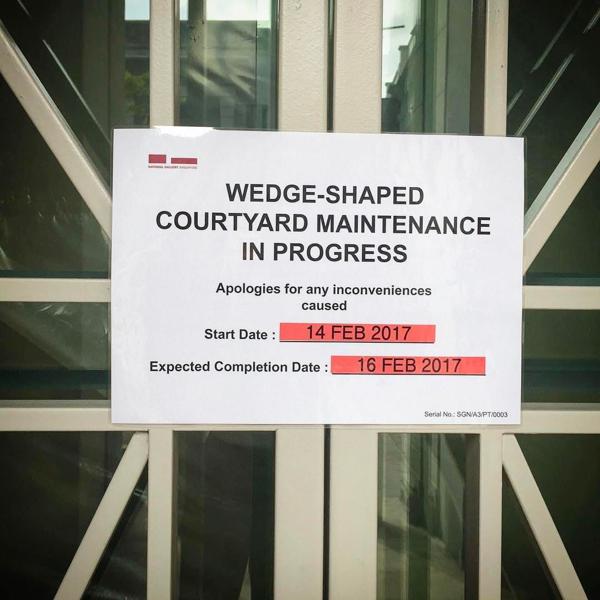 NATIONAL GALLERY SINGAPORE
WEDGE-SHAPED
COURTYARD MAINTENANCE
IN PROGRESS
Apologies for any inconveniences
caused
Start Date : 14 FEB 2017
Expected Completion Date : 16 FEB 2017
Serial No.: SGN/A3/PT/0003